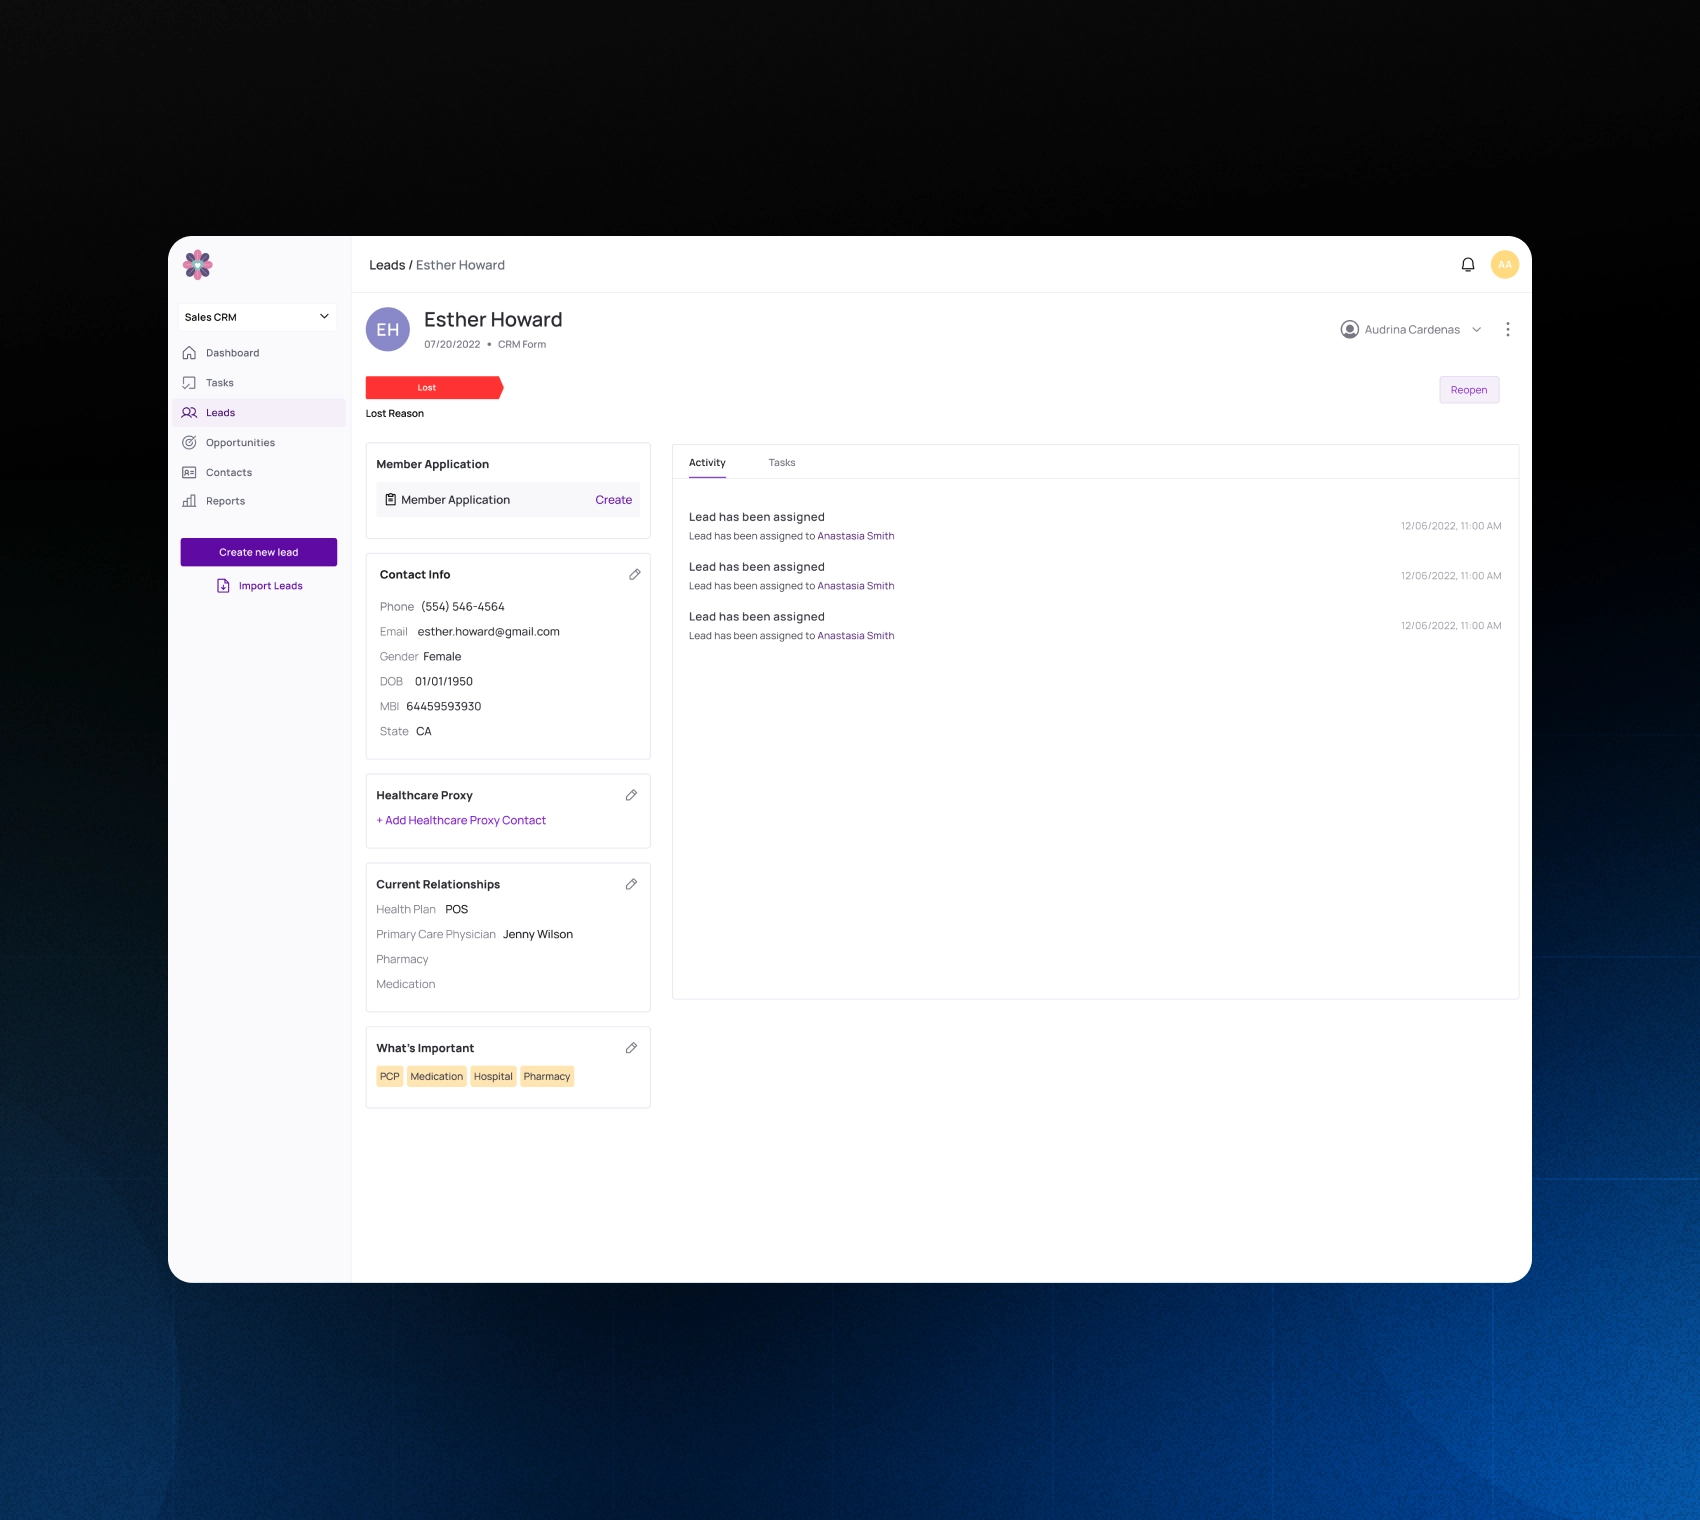 Leads / Esther Howard
AA
Sales CRM
Dashboard
Tasks
Leads
Opportunities
Contacts
Reports
Create new lead
Import Leads
EH
Esther Howard
07/20/2022 • CRM Form
Audrina Cardenas
Lost
Reopen
Lost Reason
Member Application
Member Application Create
Contact Info
Phone (554) 546-4564
Email esther.howard@gmail.com
Gender Female
DOB 01/01/1950
MBI 64459593930
State CA
Healthcare Proxy
+ Add Healthcare Proxy Contact
Current Relationships
Health Plan POS
Primary Care Physician Jenny Wilson
Pharmacy
Medication
What's Important
PCP Medication Hospital Pharmacy
Activity Tasks
Lead has been assigned
Lead has been assigned to Anastasia Smith
12/06/2022, 11:00 AM
Lead has been assigned
Lead has been assigned to Anastasia Smith
12/06/2022, 11:00 AM
Lead has been assigned
Lead has been assigned to Anastasia Smith
12/06/2022, 11:00 AM